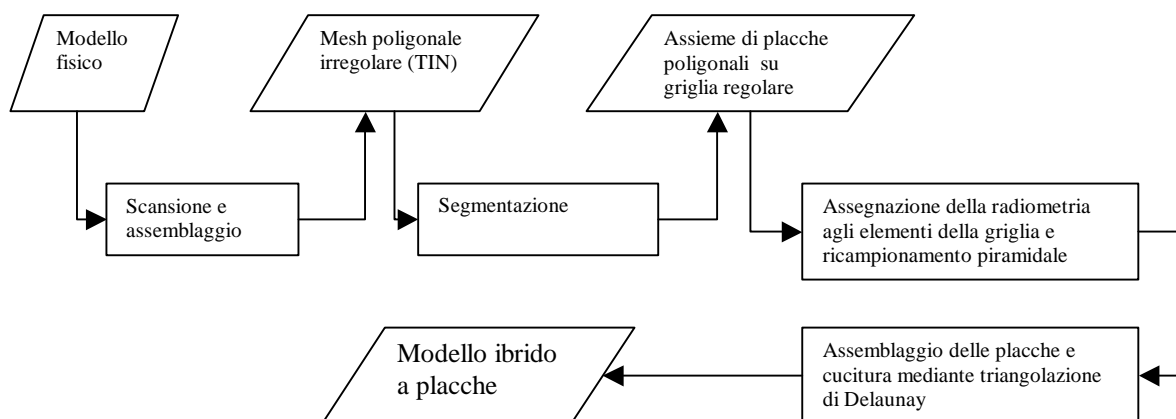 Modello
fisico
Mesh poligonale
irregolare (TIN)
Assieme di placche
poligonali su
griglia regolare
Scansione e
assemblaggio
Segmentazione
Assegnazione della radiometria
agli elementi della griglia e
ricampionamento piramidale
Modello ibrido
a placche
Assemblaggio delle placche e
cucitura mediante triangolazione
di Delaunay